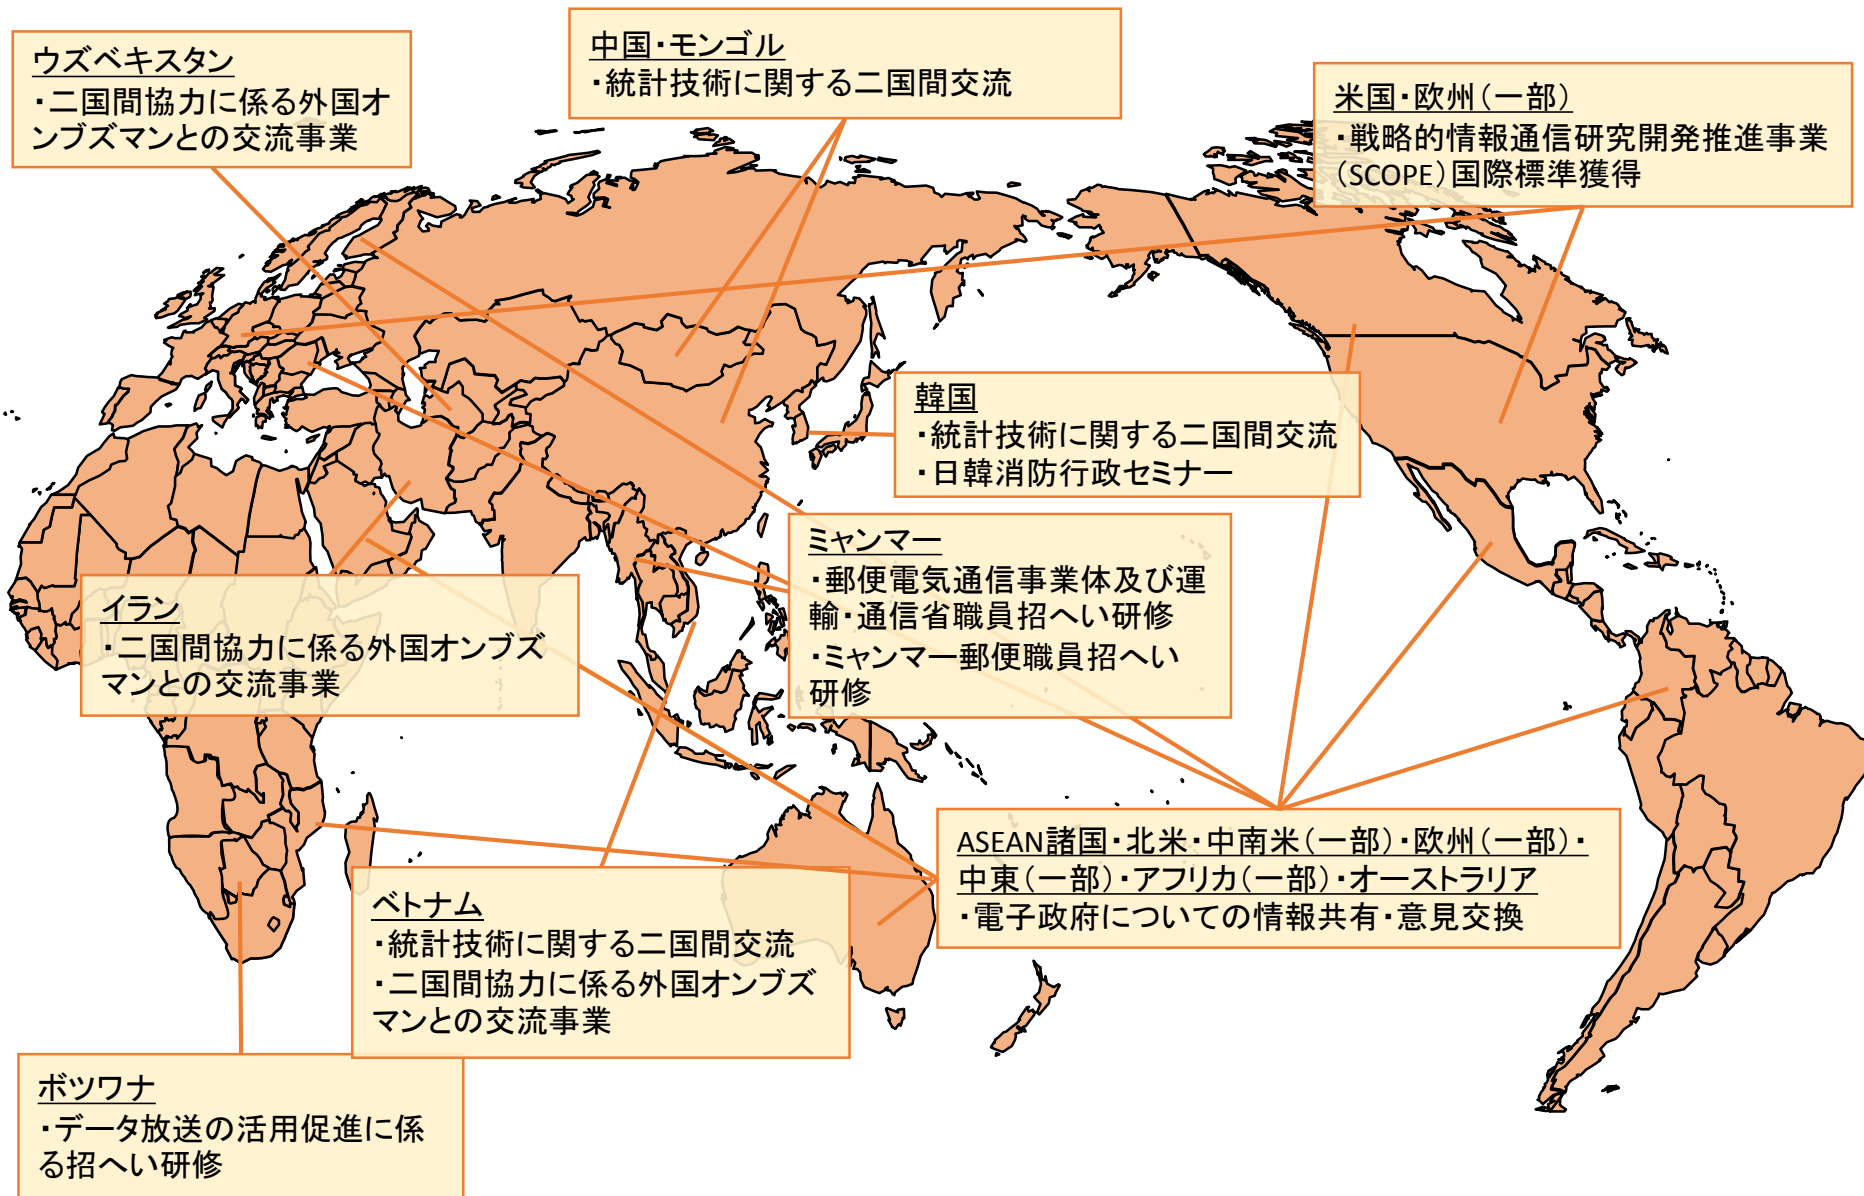 ウズベキスタン
・二国間協力に係る外国オ
ンブズマンとの交流事業
中国・モンゴル
・統計技術に関する二国間交流
米国・欧州（一部）
・戦略的情報通信研究開発推進事業
（SCOPE）国際標準獲得
韓国
・統計技術に関する二国間交流
・日韓消防行政セミナー
ミャンマー
・郵便電気通信事業体及び運
輸・通信省職員招へい研修
・ミャンマー郵便職員招へい
研修
イラン
・二国間協力に係る外国オンブズ
マンとの交流事業
ASEAN諸国・北米・中南米（一部）・欧州（一部）・
中東（一部）・アフリカ（一部）・オーストラリア
・電子政府についての情報共有・意見交換
ベトナム
・統計技術に関する二国間交流
・二国間協力に係る外国オンブズ
マンとの交流事業
ボツワナ
・データ放送の活用促進に係
る招へい研修